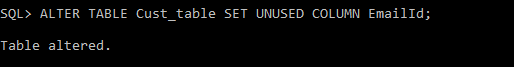 SQL> ALTER TABLE Cust_table SET UNUSED COLUMN EmailId;
Table altered.